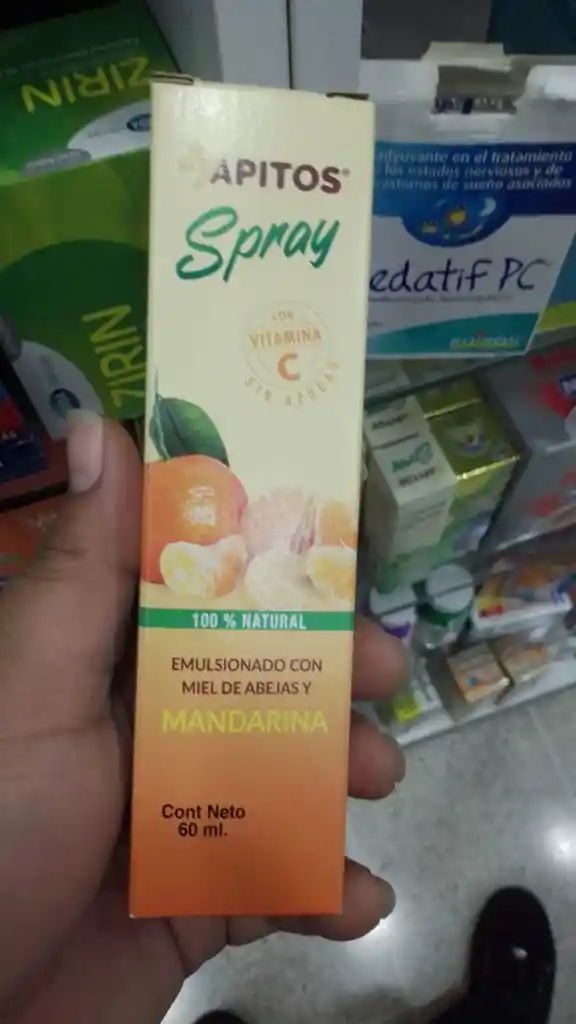 APITOS®
Spray
CON
VITAMINA
C
SIN AZUCAR
100 % NATURAL
EMULSIONADO CON
MIEL DE ABEJAS Y
MANDARINA
Cont Neto
60 ml.
ZIRIN
ZIRIN
adyuvante en el tratamiento
los estados nerviosos y de
trastornos de sueño asociados
edatif PC